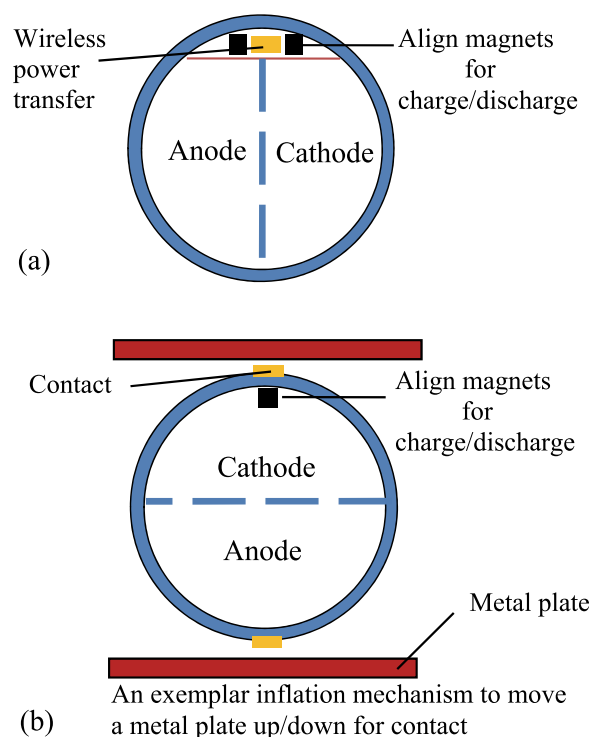 Wireless
power
transfer
Align magnets
for
charge/discharge
Anode
Cathode
(a)
Contact
Align magnets
for
charge/discharge
Cathode
Anode
Metal plate
An exemplar inflation mechanism to move
a metal plate up/down for contact
(b)